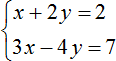 x + 2y = 2
3x − 4y = 7